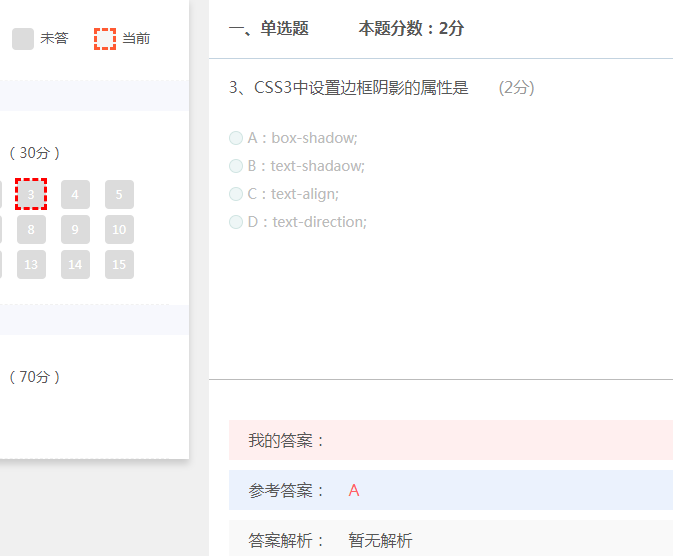 未答 当前
（30分）
3 4 5
8 9 10
13 14 15
（70分）
一、单选题 本题分数：2分
3、CSS3中设置边框阴影的属性是 (2分)
A：box-shadow;
B：text-shadaow;
C：text-align;
D：text-direction;
我的答案：
参考答案： A
答案解析： 暂无解析